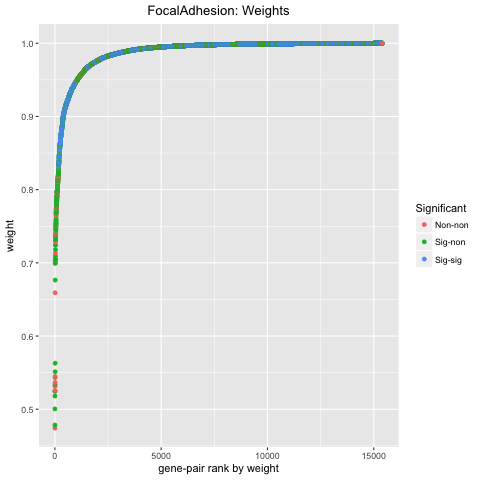 FocalAdhesion: Weights
1.0
0.9
0.8
0.7
0.6
0.5
weight
0
5000
10000
15000
gene-pair rank by weight
Significant
Non-non
Sig-non
Sig-sig